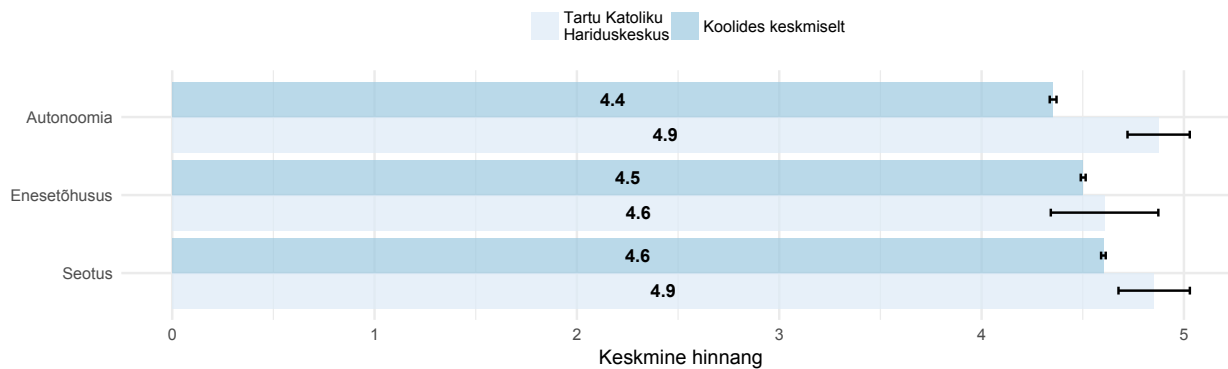 Tartu Katoliku
Hariduskeskus
Koolides keskmiselt
Autonoomia
4.4
4.9
Enesetõhusus
4.5
4.6
Seotus
4.6
4.9
0 1 2 3 4 5
Keskmine hinnang